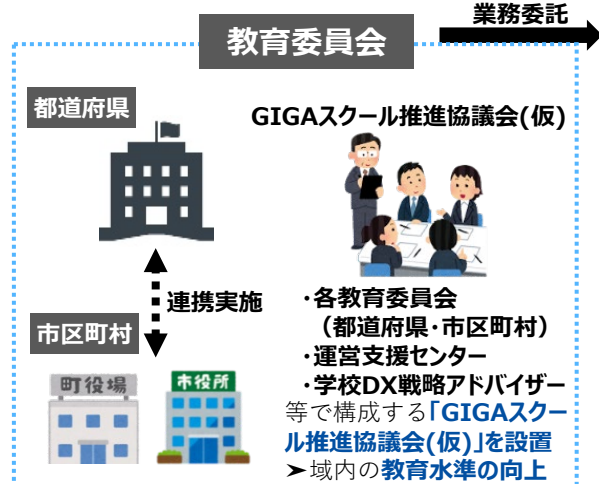 業務委託
教育委員会
都道府県
GIGAスクール推進協議会(仮)
連携実施
市区町村
町役場
市役所
・各教育委員会
（都道府県・市区町村）
・運営支援センター
・学校DX戦略アドバイザー
等で構成する「GIGAスクー
ル推進協議会(仮)」を設置
➤域内の教育水準の向上